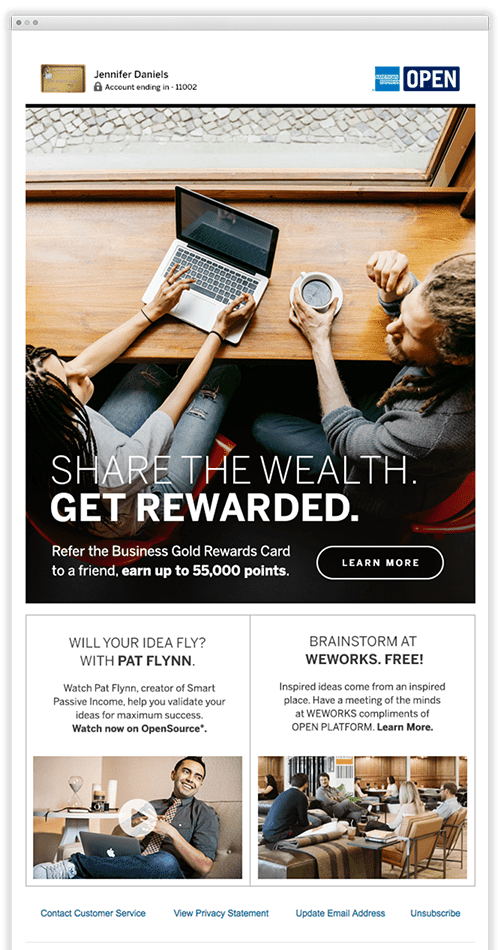 Jennifer Daniels
Account ending in - 11002
AMERICAN EXPRESS
OPEN
SHARE THE WEALTH.
GET REWARDED.
Refer the Business Gold Rewards Card
to a friend, earn up to 55,000 points.
LEARN MORE
WILL YOUR IDEA FLY?
WITH PAT FLYNN.
Watch Pat Flynn, creator of Smart
Passive Income, help you validate your
ideas for maximum success.
Watch now on OpenSource*.
BRAINSTORM AT
WEWORKS. FREE!
Inspired ideas come from an inspired
place. Have a meeting of the minds
at WEWORKS compliments of
OPEN PLATFORM. Learn More.
Contact Customer Service
View Privacy Statement
Update Email Address
Unsubscribe